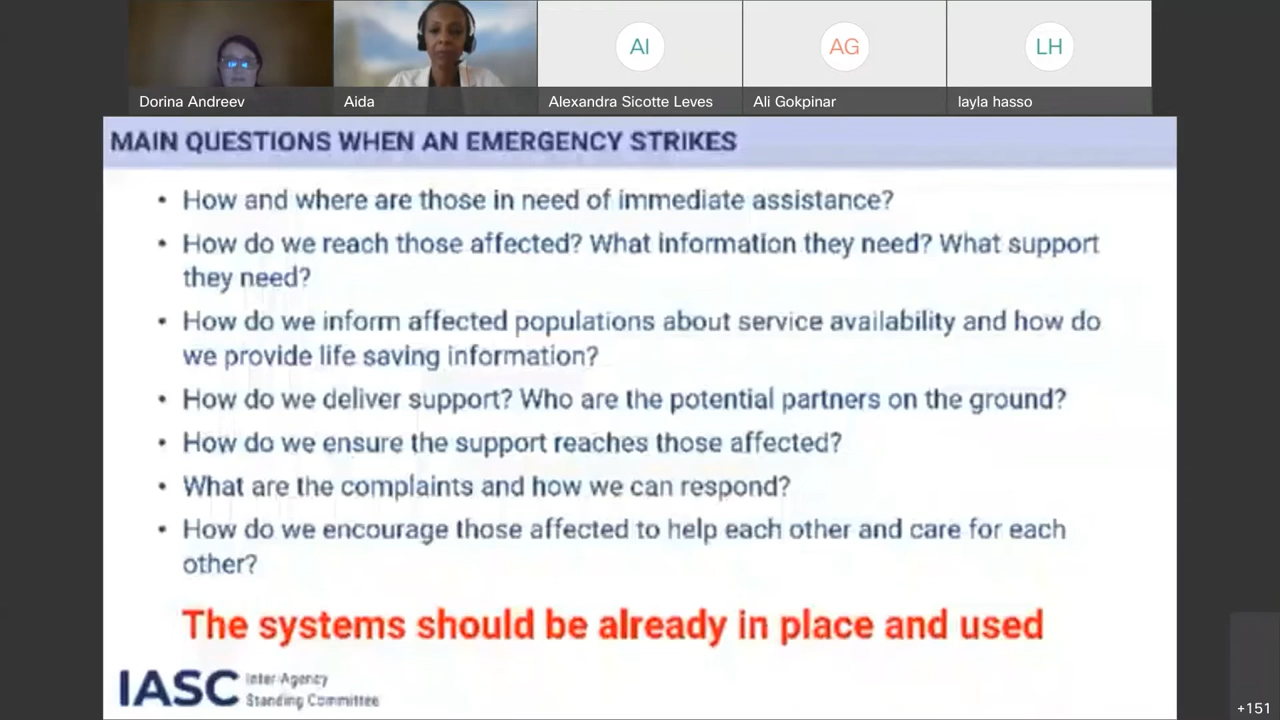 AI
AG
LH
Dorina Andreev
Aida
Alexandra Sicotte Leves
Ali Gokpinar
layla hasso
MAIN QUESTIONS WHEN AN EMERGENCY STRIKES
• How and where are those in need of immediate assistance?
• How do we reach those affected? What information they need? What support
they need?
• How do we inform affected populations about service availability and how do
we provide life saving information?
• How do we deliver support? Who are the potential partners on the ground?
• How do we ensure the support reaches those affected?
• What are the complaints and how we can respond?
• How do we encourage those affected to help each other and care for each
other?
The systems should be already in place and used
IASC
Inter-Agency
Standing Committee
+151